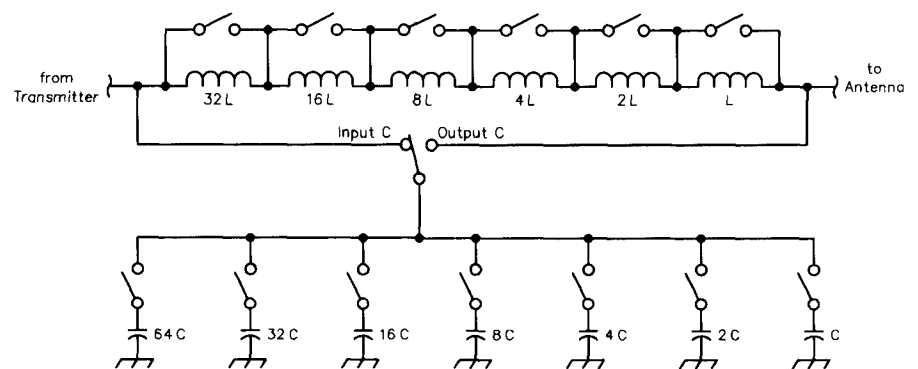 from
Transmitter
to
Antenna
32L
16L
8L
4L
2L
L
Input C
Output C
64C
32C
16C
8C
4C
2C
C